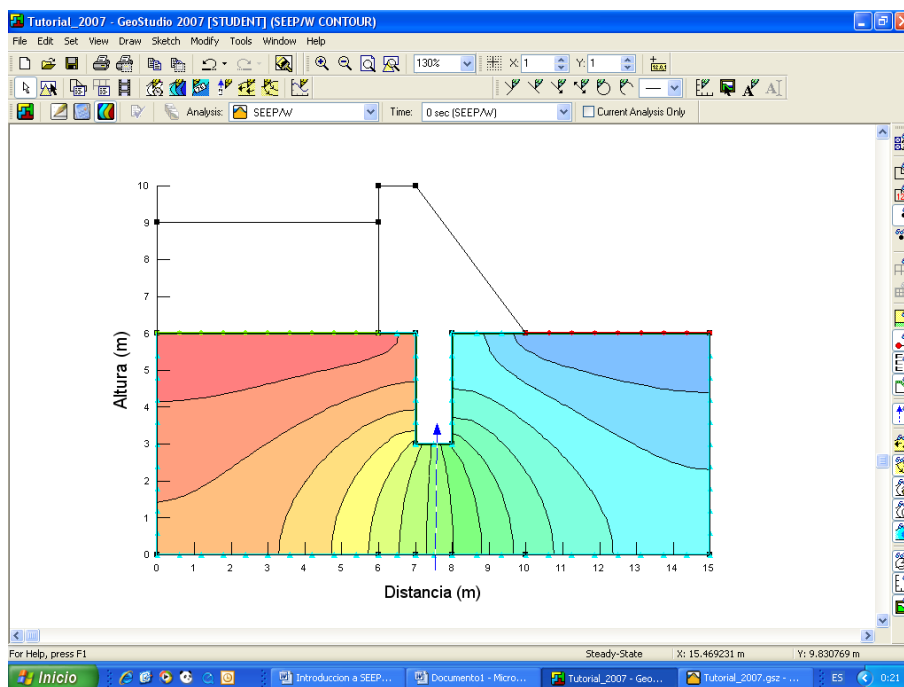 Tutorial_2007 - GeoStudio 2007 [STUDENT] (SEEP/W CONTOUR)
File Edit Set View Draw Sketch Modify Tools Window Help
130% X: 1 Y: 1
Analysis: SEEP/W Time: 0 sec (SEEP/W) Current Analysis Only
10
9
8
7
6
5
4
3
2
1
0
Altura (m)
0 1 2 3 4 5 6 7 8 9 10 11 12 13 14 15
Distancia (m)
For Help, press F1 Steady-State X: 15.469231 m Y: 9.830769 m
Inicio Introduccion a SEEP... Documento1 - Micro... Tutorial_2007 - Geo... Tutorial_2007.gsz - ... ES 0:21